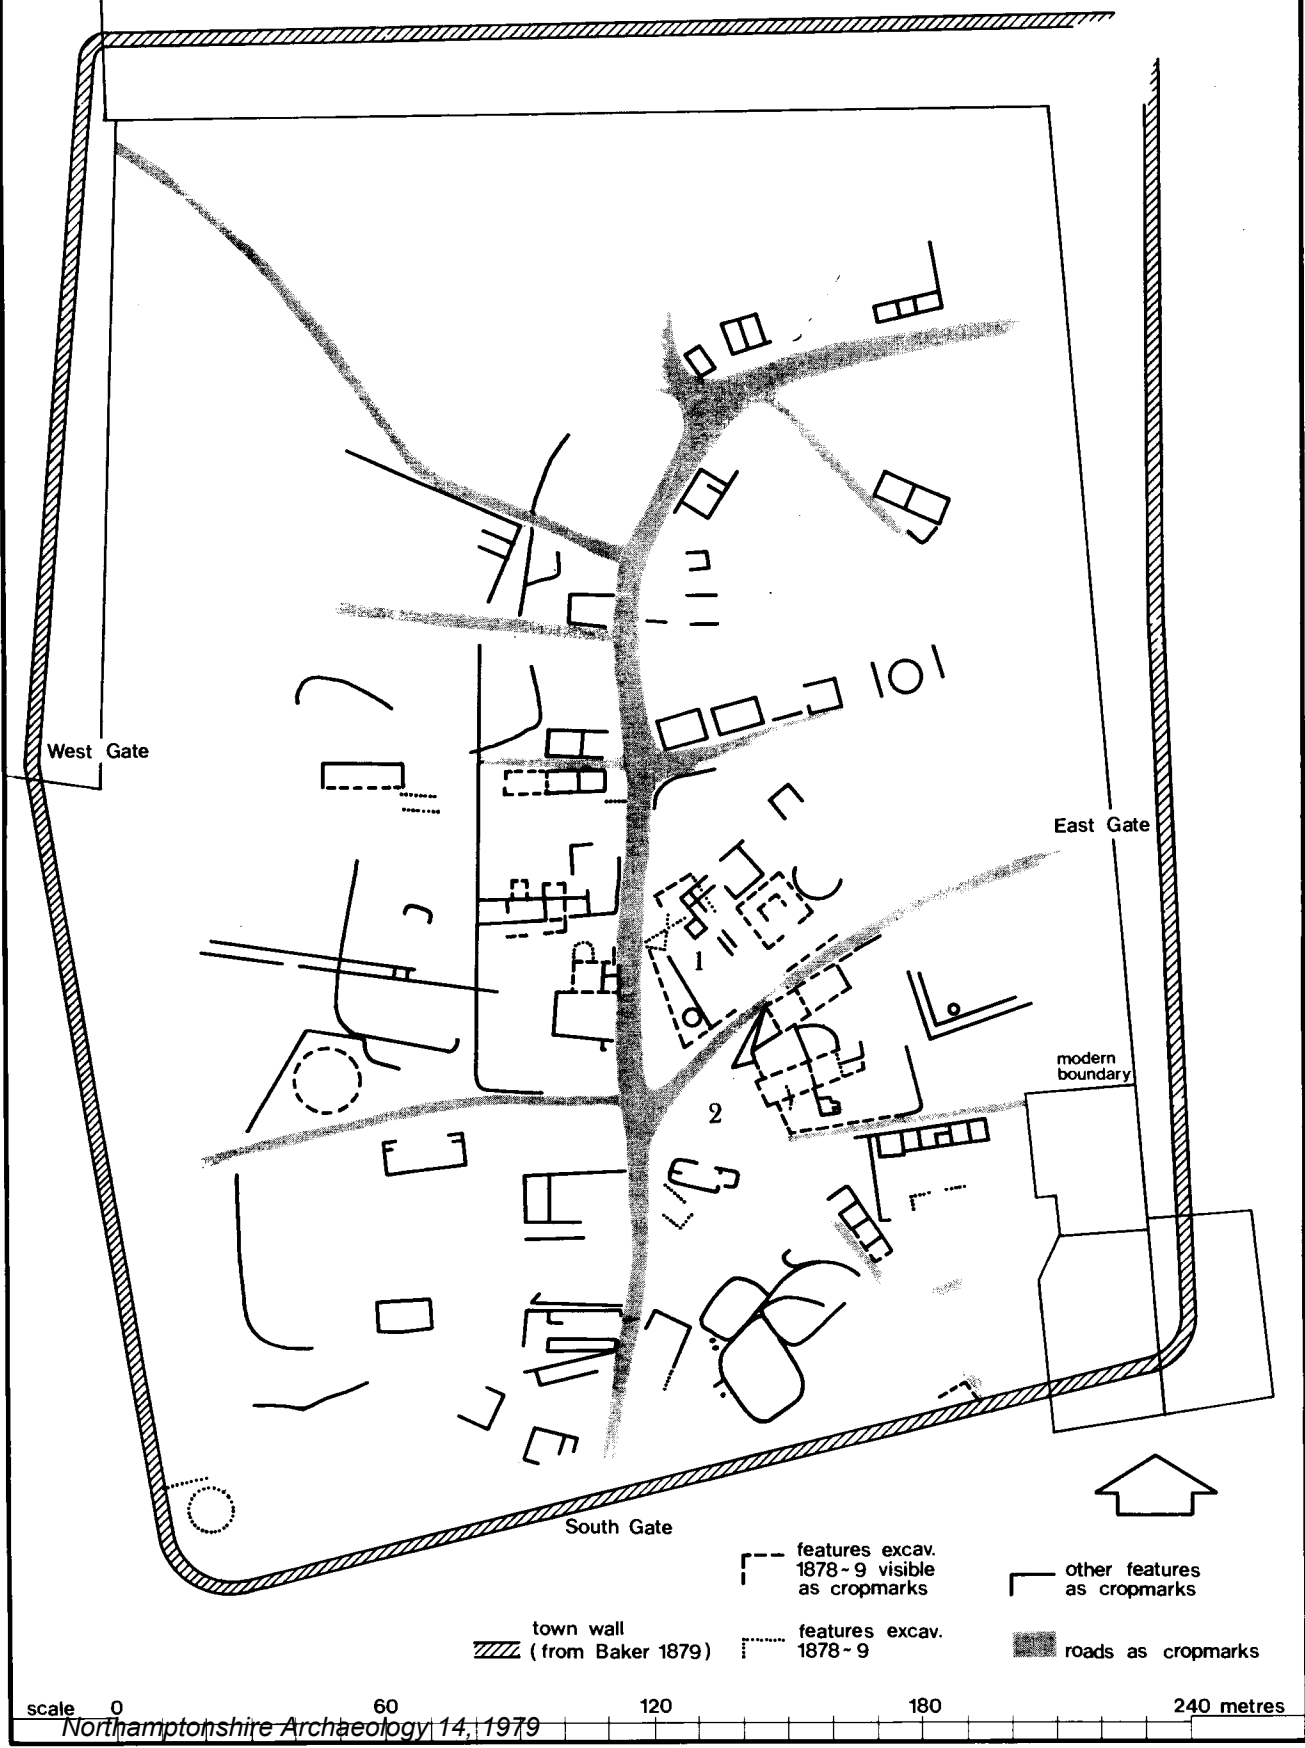 West Gate
East Gate
1
modern
boundary
2
South Gate
features excav.
1878~9 visible
as cropmarks
other features
as cropmarks
town wall
(from Baker 1879)
features excav.
1878~9
roads as cropmarks
scale 0 60 120 180 240 metres
Northamptonshire Archaeology 14, 1979